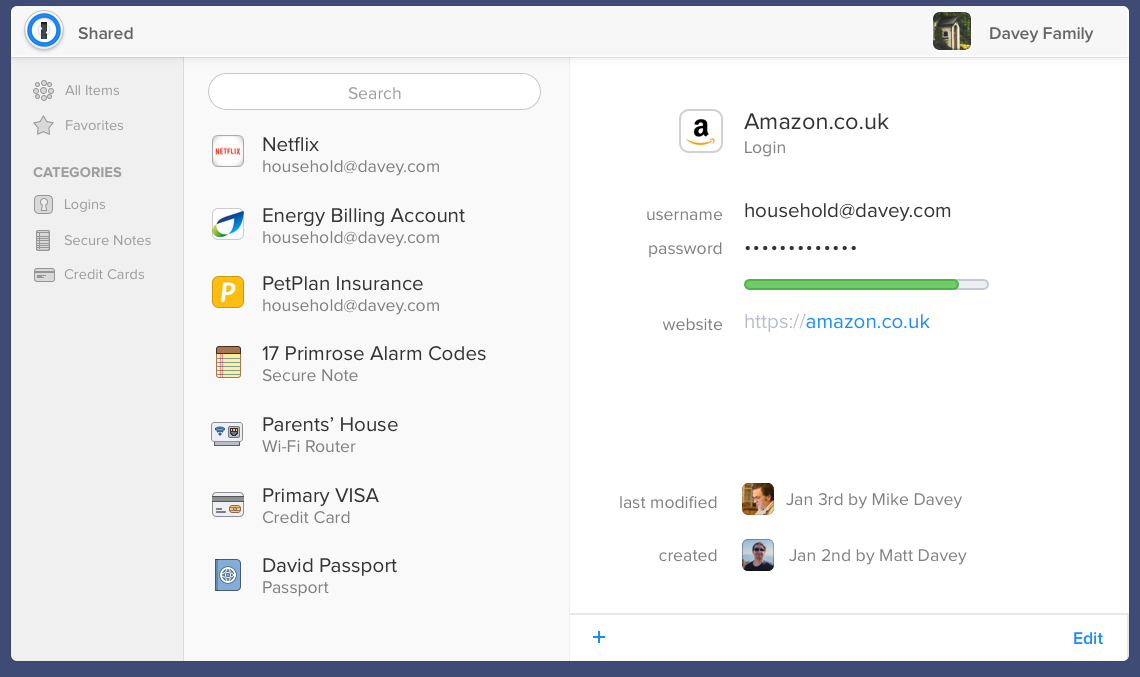 Shared
Davey Family
All Items
Favorites
CATEGORIES
Logins
Secure Notes
Credit Cards
Search
NETFLIX
Netflix
household@davey.com
Energy Billing Account
household@davey.com
P
PetPlan Insurance
household@davey.com
17 Primrose Alarm Codes
Secure Note
Parents’ House
Wi-Fi Router
Primary VISA
Credit Card
David Passport
Passport
a
Amazon.co.uk
Login
username household@davey.com
password •••••••••••••
website https://amazon.co.uk
last modified Jan 3rd by Mike Davey
created Jan 2nd by Matt Davey
+ Edit